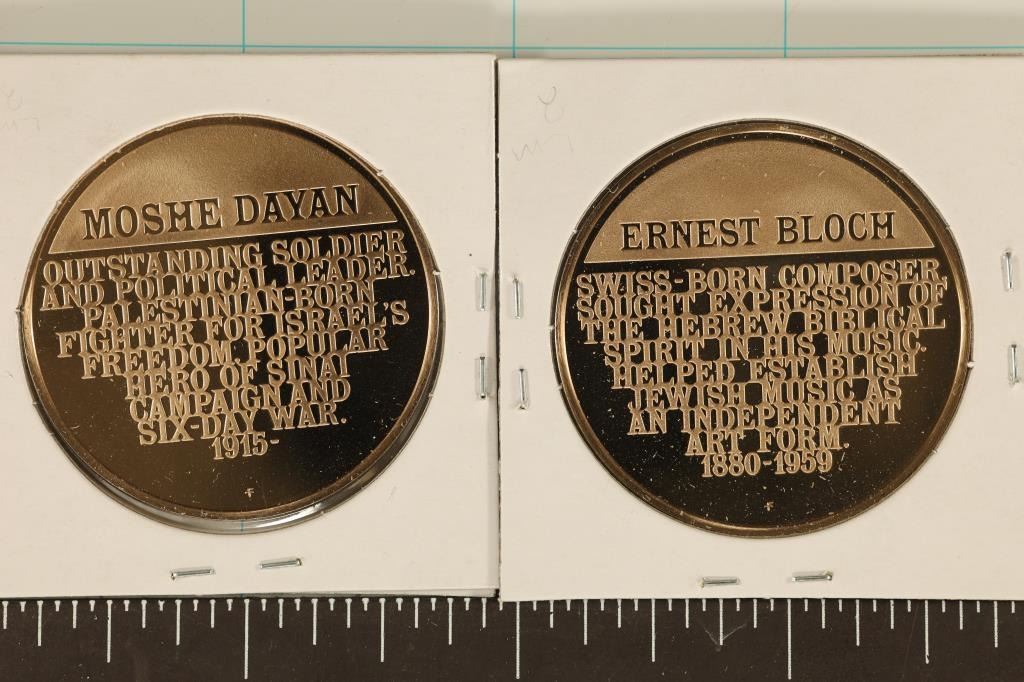 MOSHE DAYAN
OUTSTANDING SOLDIER
AND POLITICAL LEADER.
PALESTINIAN-BORN
FIGHTER FOR ISRAEL'S
FREEDOM. POPULAR
HERO OF SINAI
CAMPAIGN AND
SIX-DAY WAR.
1915-
F
ERNEST BLOCH
SWISS-BORN COMPOSER,
SOUGHT EXPRESSION OF
THE HEBREW BIBLICAL
SPIRIT IN HIS MUSIC.
HELPED ESTABLISH
JEWISH MUSIC AS
AN INDEPENDENT
ART FORM.
1880-1959
F